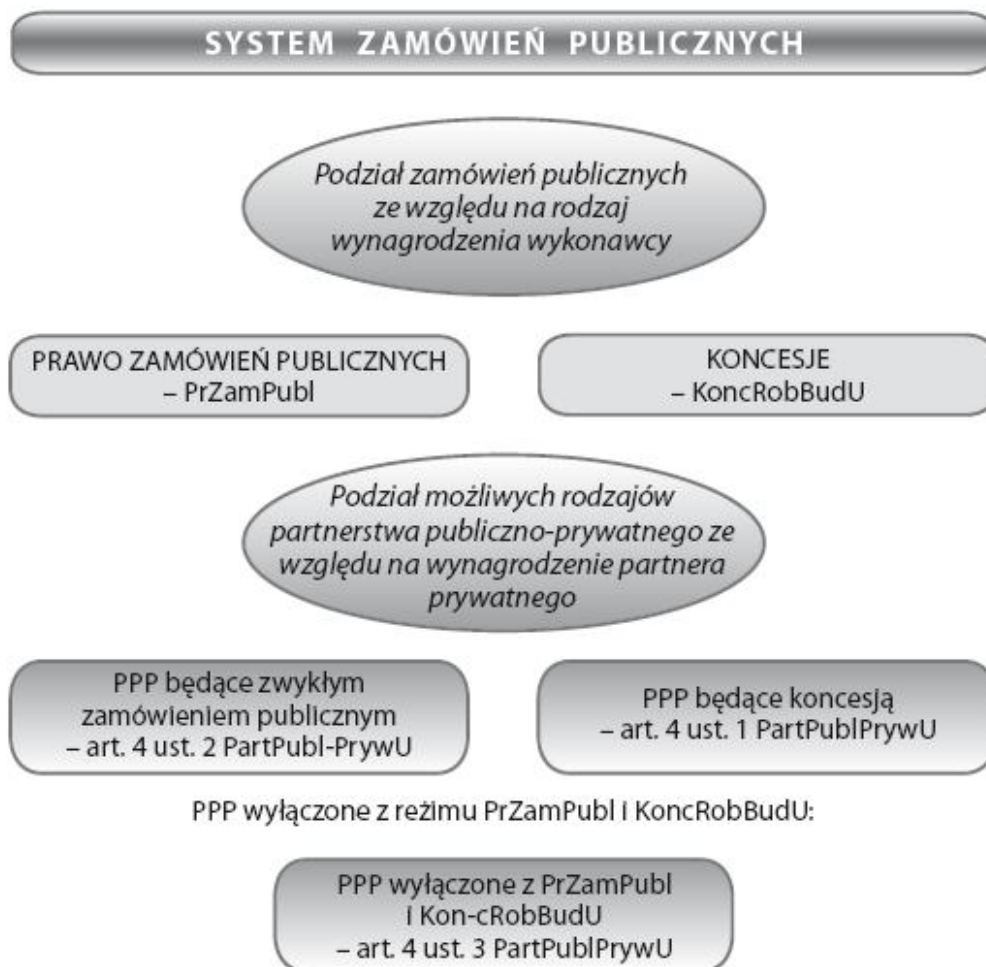 SYSTEM ZAMÓWIEŃ PUBLICZNYCH
Podział zamówień publicznych
ze względu na rodzaj
wynagrodzenia wykonawcy
PRAWO ZAMÓWIEŃ PUBLICZNYCH
– PrZamPubl
KONCESJE
– KoncRobBudU
Podział możliwych rodzajów
partnerstwa publiczno-prywatnego ze
względu na wynagrodzenie partnera
prywatnego
PPP będące zwykłym
zamówieniem publicznym
– art. 4 ust. 2 PartPubl-PrywU
PPP będące koncesją
– art. 4 ust. 1 PartPublPrywU
PPP wyłączone z reżimu PrZamPubl i KoncRobBudU:
PPP wyłączone z PrZamPubl
i Kon-cRobBudU
– art. 4 ust. 3 PartPublPrywU